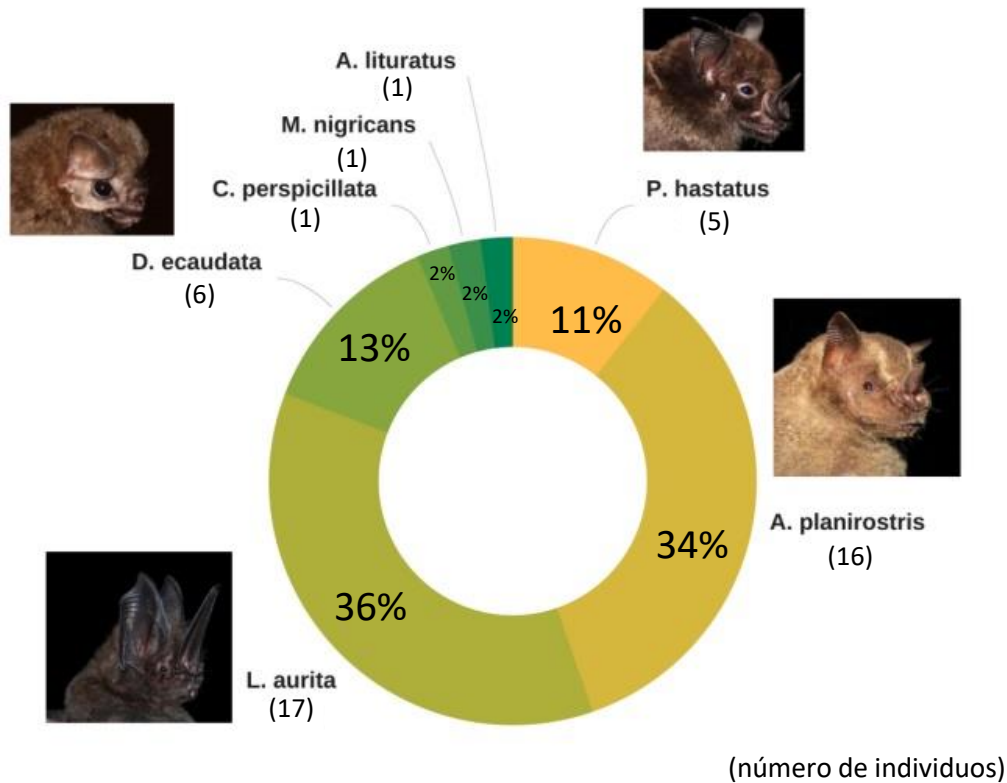 A. lituratus
(1)
M. nigricans
(1)
C. perspicillata
(1)
D. ecaudata
(6)
P. hastatus
(5)
2%
2%
2%
11%
13%
A. planirostris
(16)
34%
36%
L. aurita
(17)
(número de individuos)